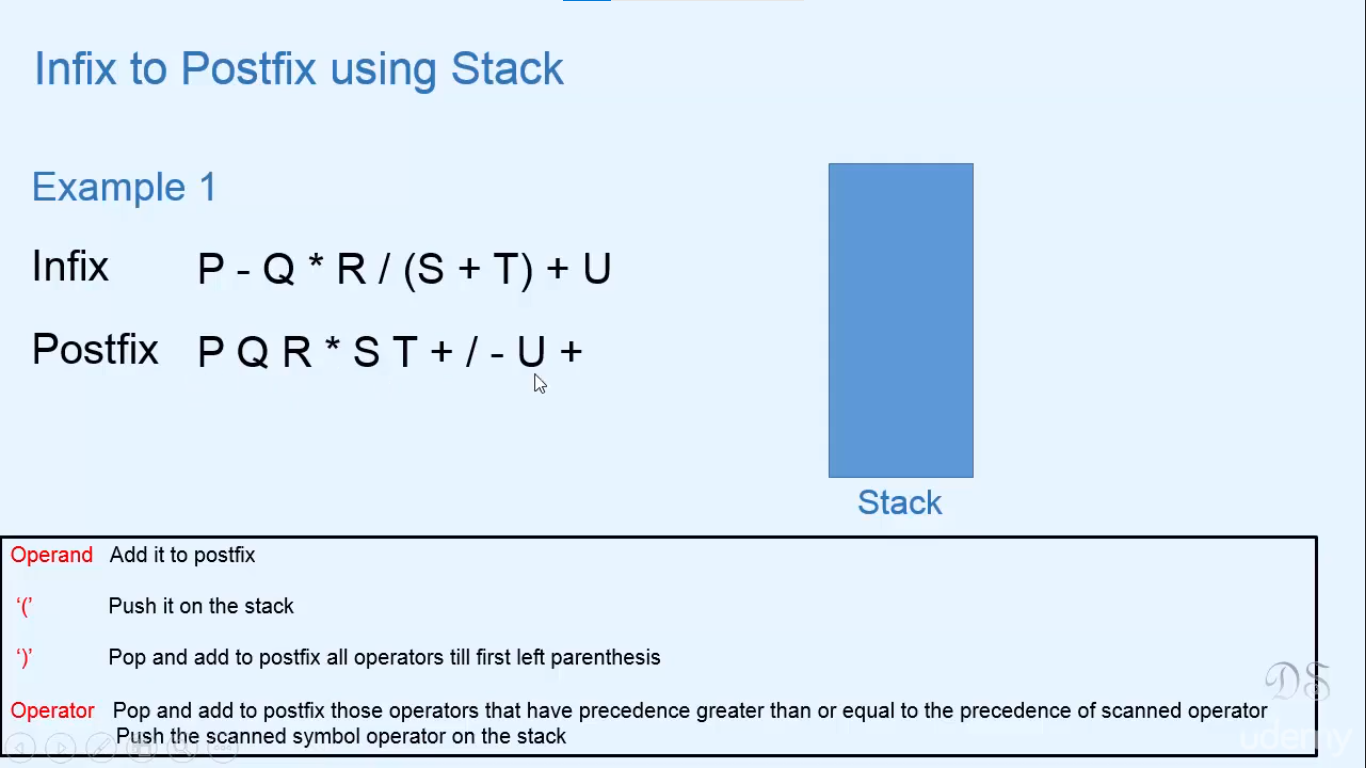 Infix to Postfix using Stack
Example 1
Infix P - Q * R / (S + T) + U
Postfix P Q R * S T + / - U +
Stack
Operand Add it to postfix
‘(’ Push it on the stack
‘)’ Pop and add to postfix all operators till first left parenthesis
Operator Pop and add to postfix those operators that have precedence greater than or equal to the precedence of scanned operator
Push the scanned symbol operator on the stack
DS
udemy